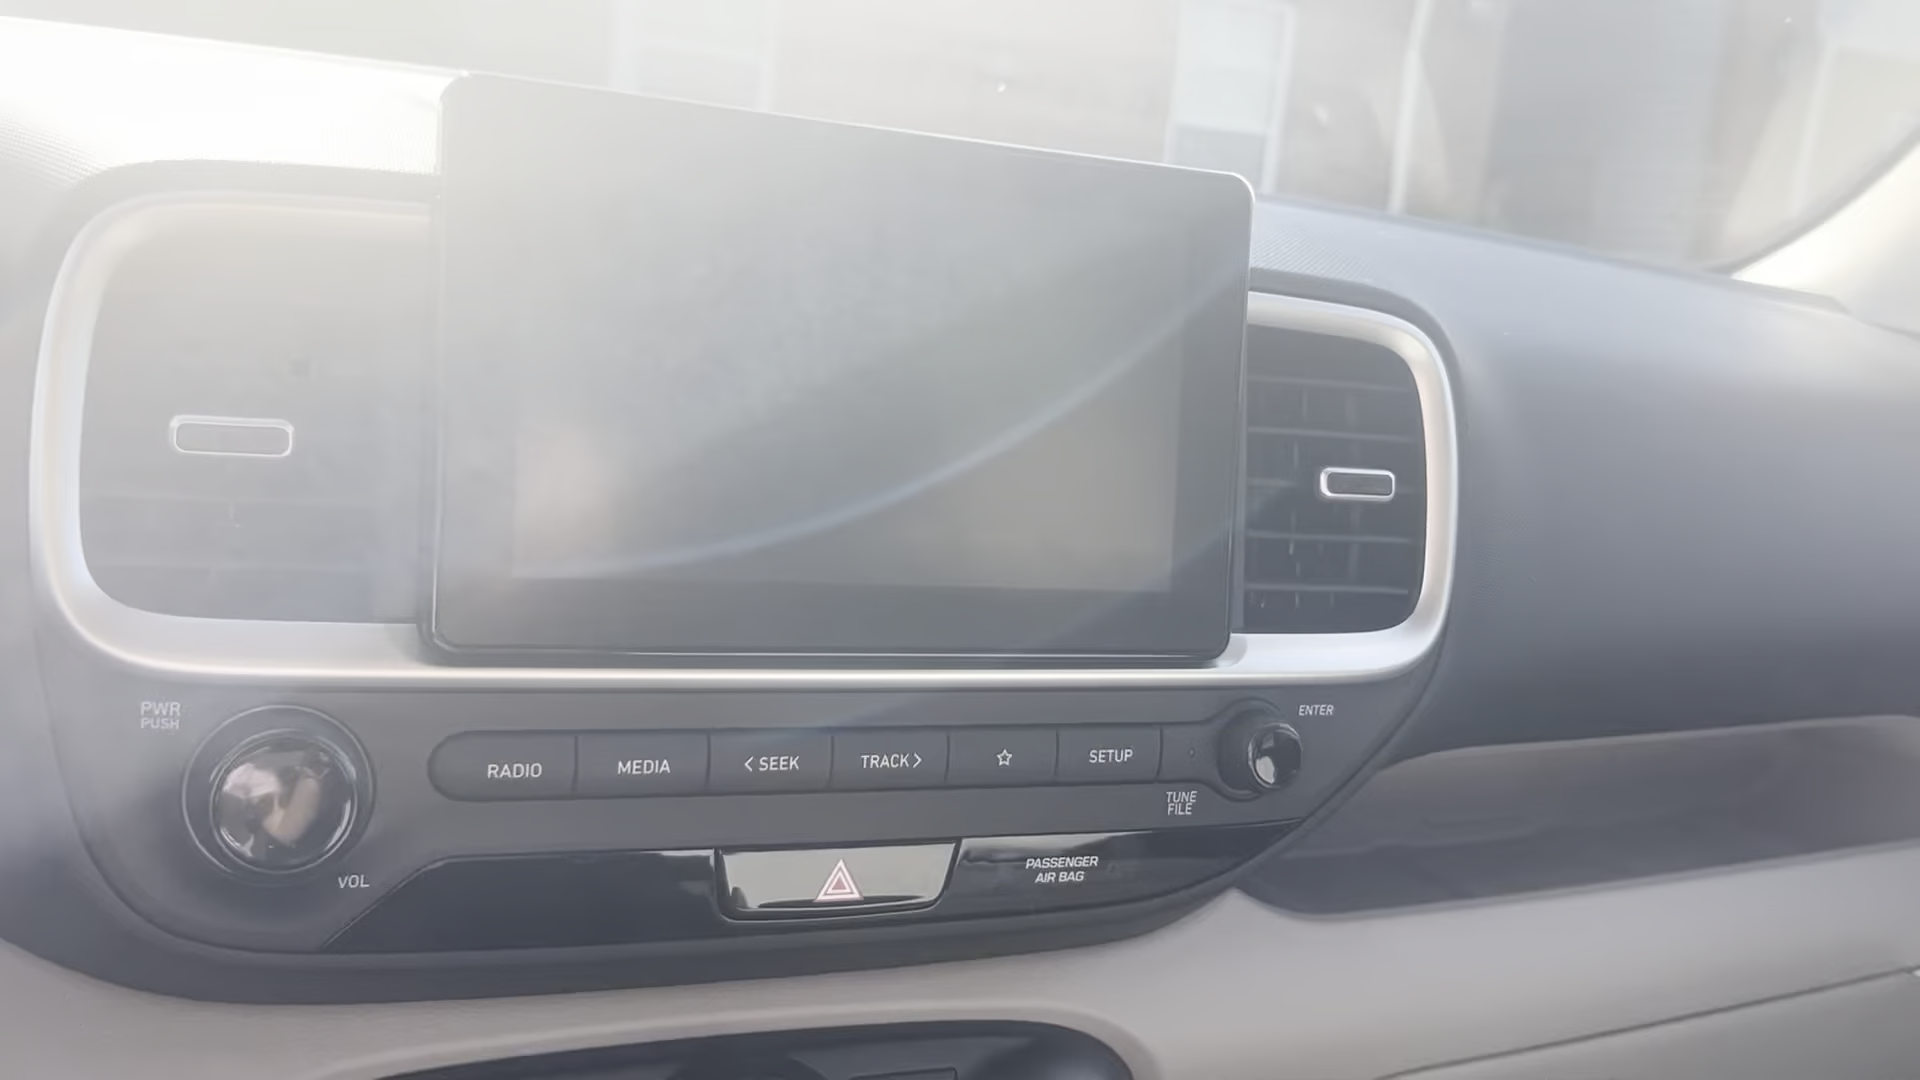 PWR
PUSH
VOL
RADIO
MEDIA
< SEEK
TRACK >
☆
SETUP
ENTER
TUNE
FILE
PASSENGER
AIR BAG